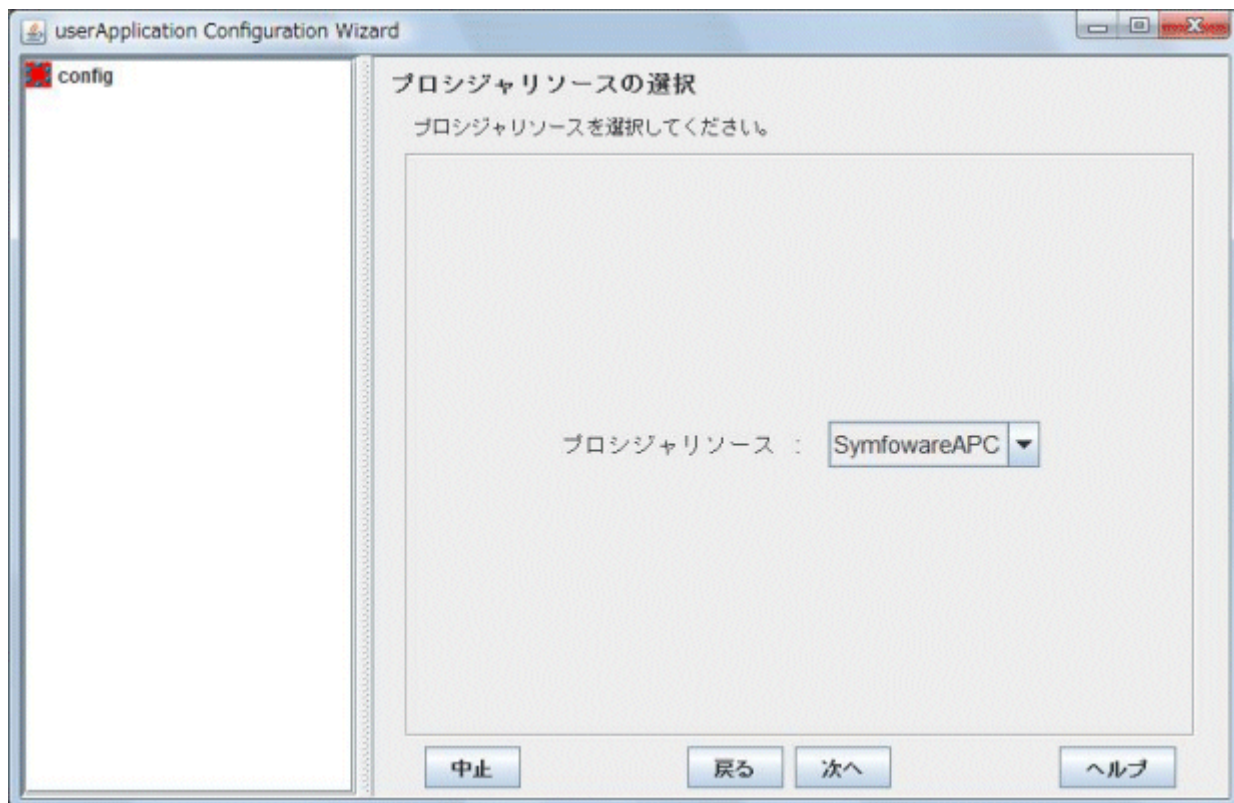 userApplication Configuration Wizard
config
プロシジャリソースの選択
プロシジャリソースを選択してください。
プロシジャリソース : SymfowareAPC
中止 戻る 次へ ヘルプ